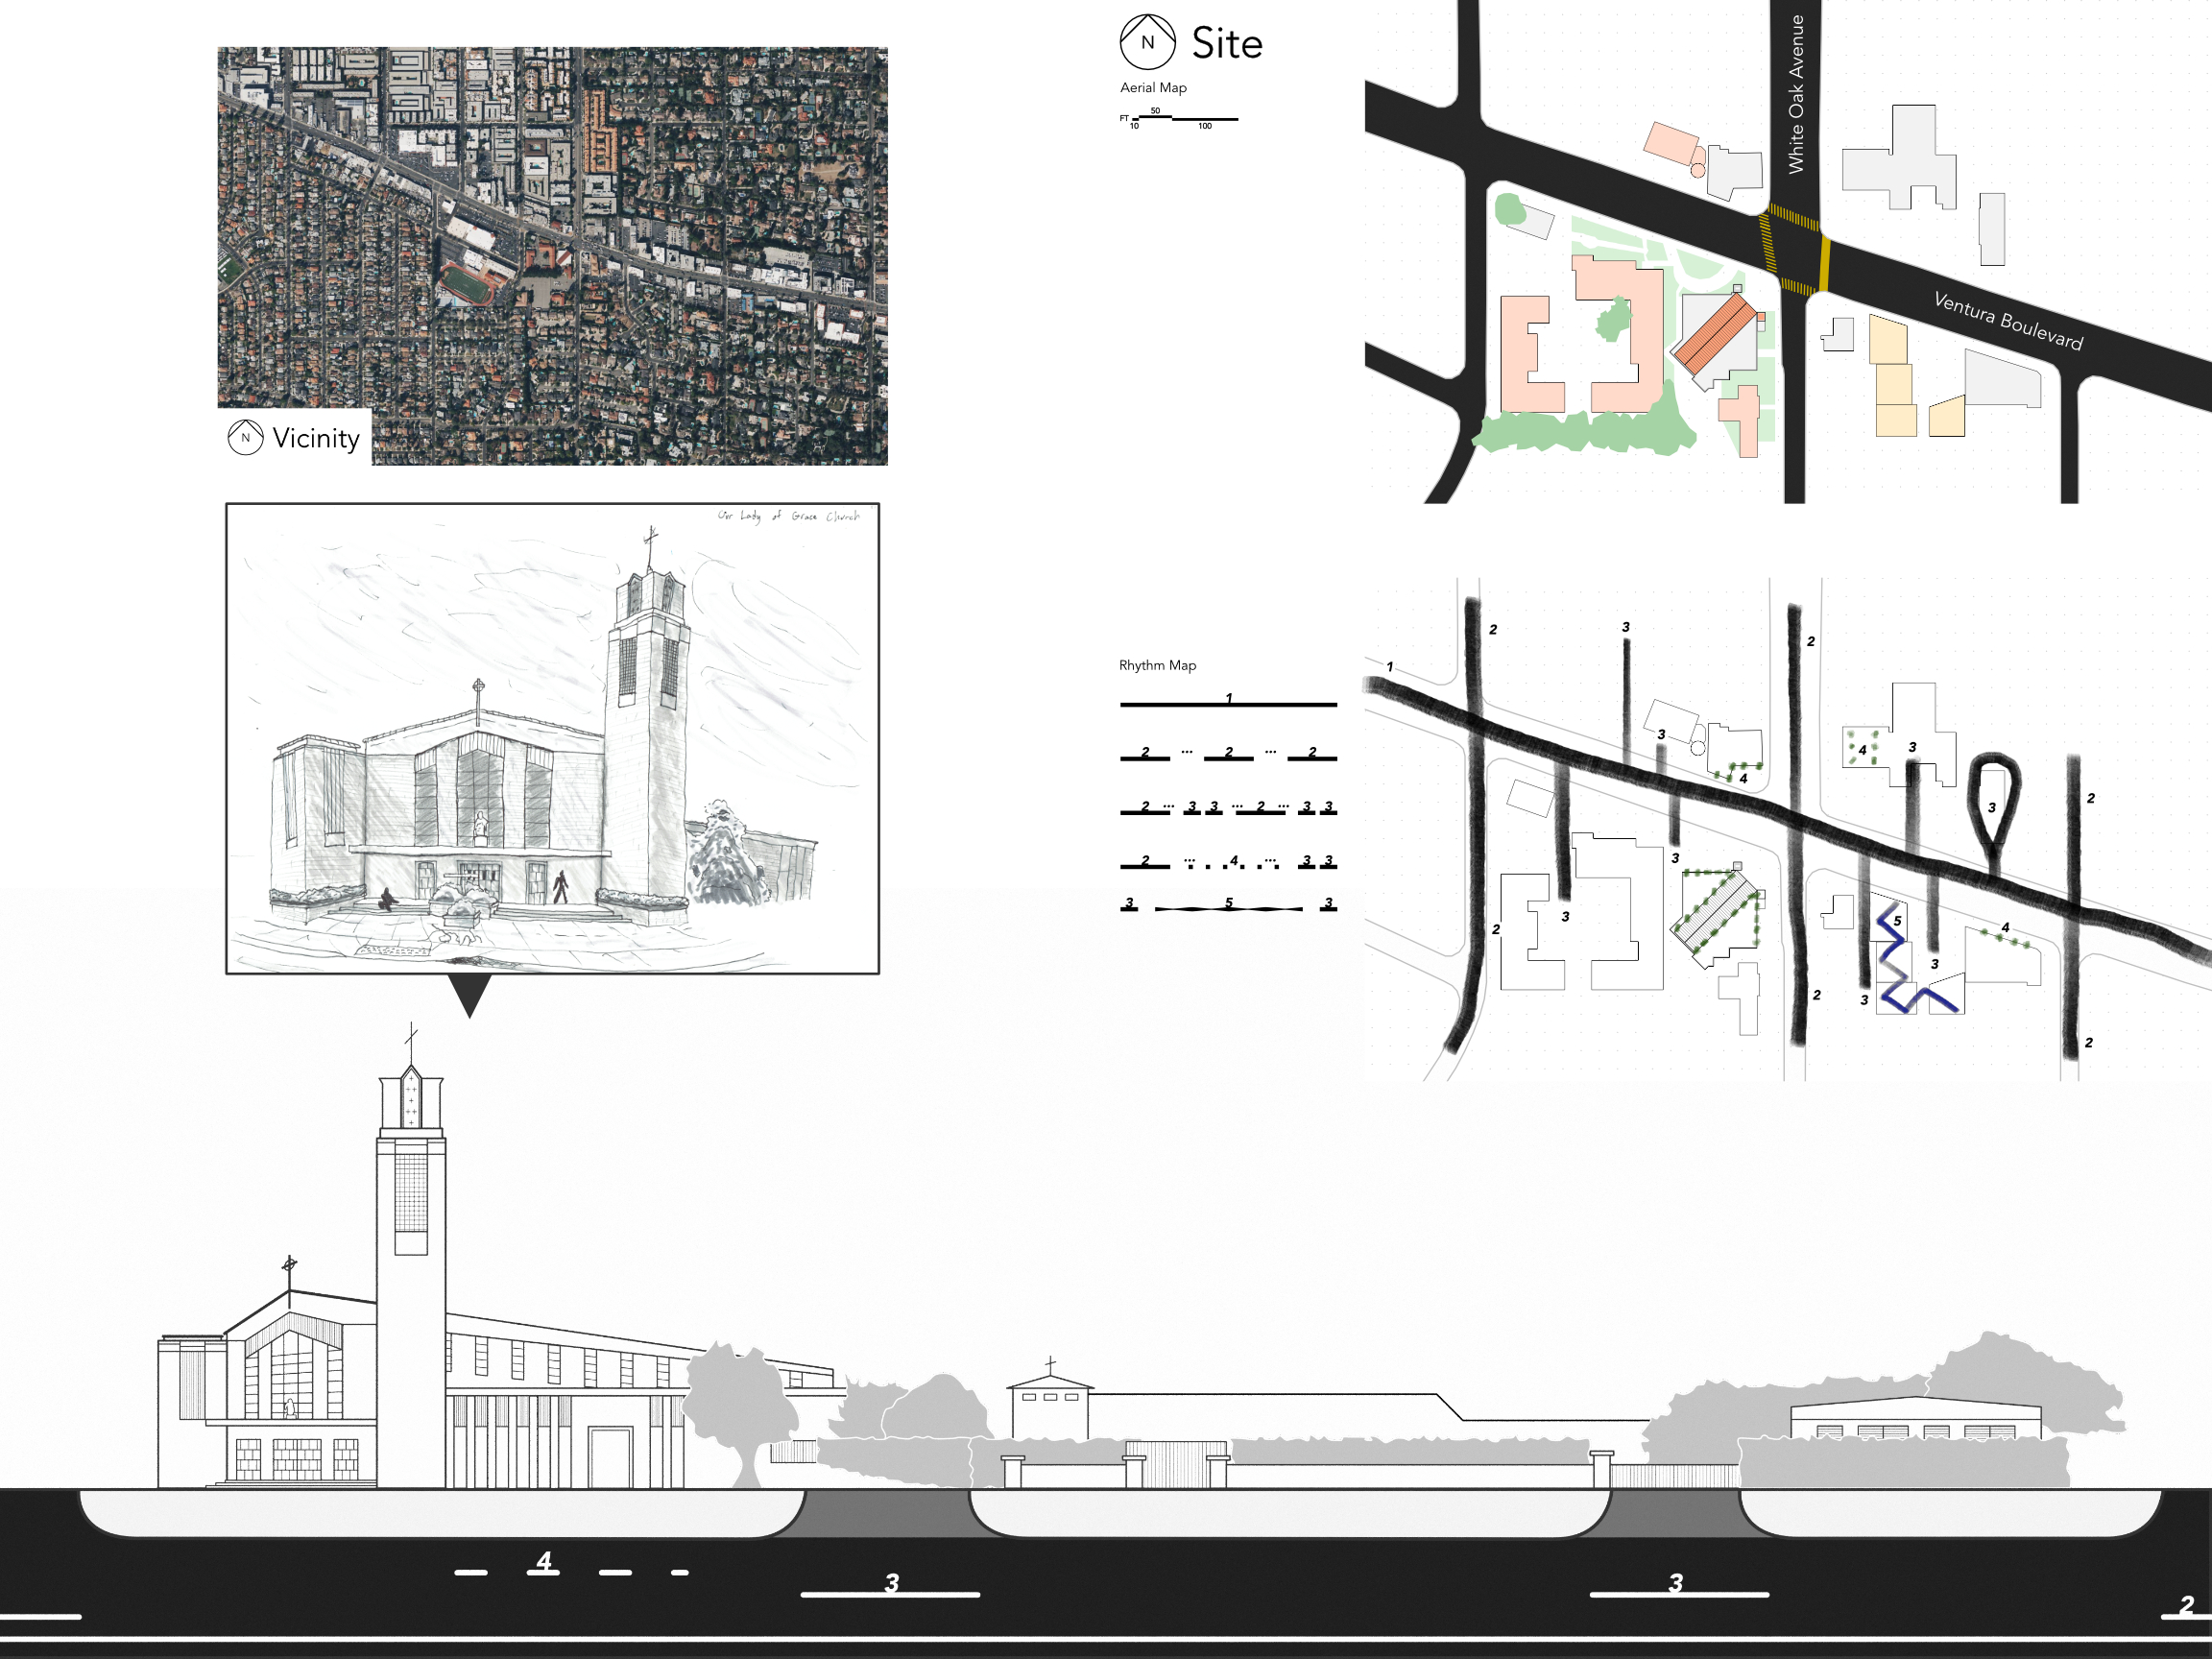 N
Vicinity
Our Lady of Grace Church
N
Site
Aerial Map
50
FT
10
100
White Oak Avenue
Ventura Boulevard
Rhythm Map
1
2 ... 2 ... 2
2 ... 3 3 ... 2 ... 3 3
2 ... 4 ... 3 3
3 5 3
2
3
2
1
3
4
4
3
3
2
3
3
2
5
4
3
3
2
2
4
3
3
2